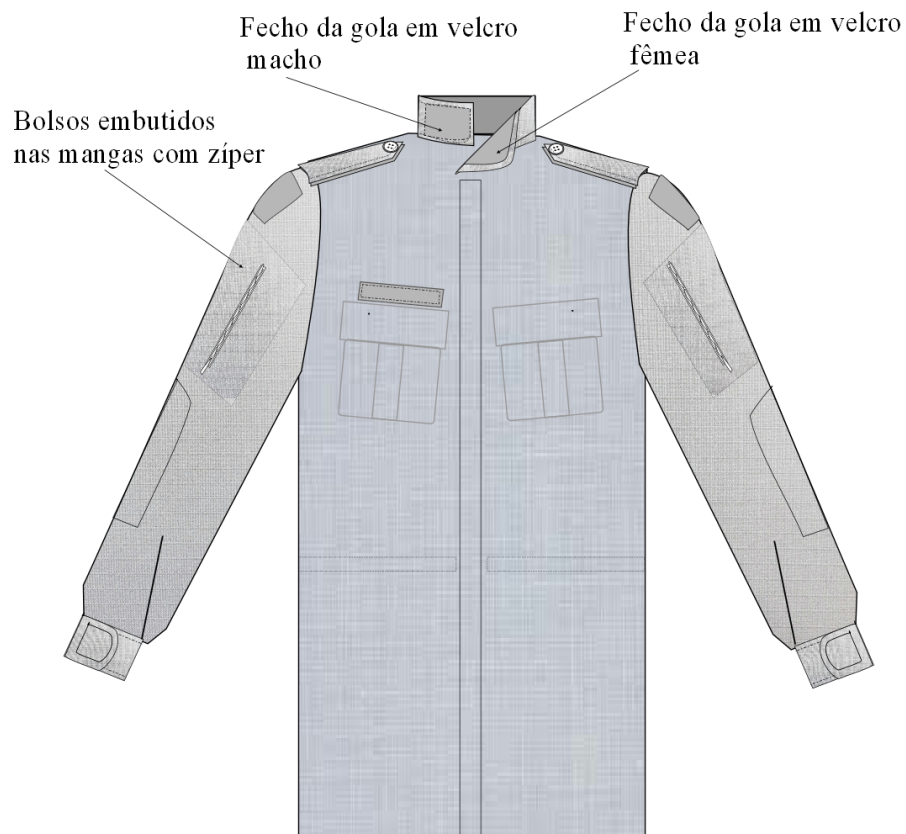 Fecho da gola em velcro
macho
Fecho da gola em velcro
fêmea
Bolsos embutidos
nas mangas com zíper